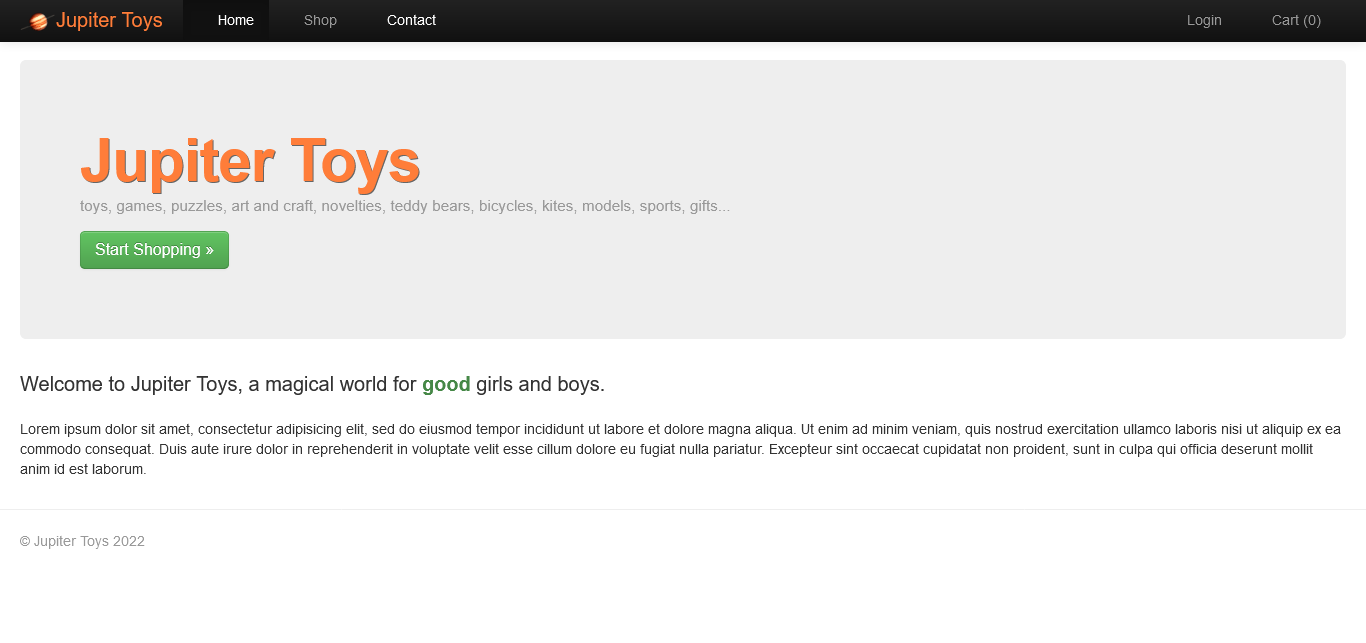 Jupiter Toys Home Shop Contact Login Cart (0)
Jupiter Toys
toys, games, puzzles, art and craft, novelties, teddy bears, bicycles, kites, models, sports, gifts...
Start Shopping »
Welcome to Jupiter Toys, a magical world for good girls and boys.
Lorem ipsum dolor sit amet, consectetur adipisicing elit, sed do eiusmod tempor incididunt ut labore et dolore magna aliqua. Ut enim ad minim veniam, quis nostrud exercitation ullamco laboris nisi ut aliquip ex ea
commodo consequat. Duis aute irure dolor in reprehenderit in voluptate velit esse cillum dolore eu fugiat nulla pariatur. Excepteur sint occaecat cupidatat non proident, sunt in culpa qui officia deserunt mollit
anim id est laborum.
© Jupiter Toys 2022